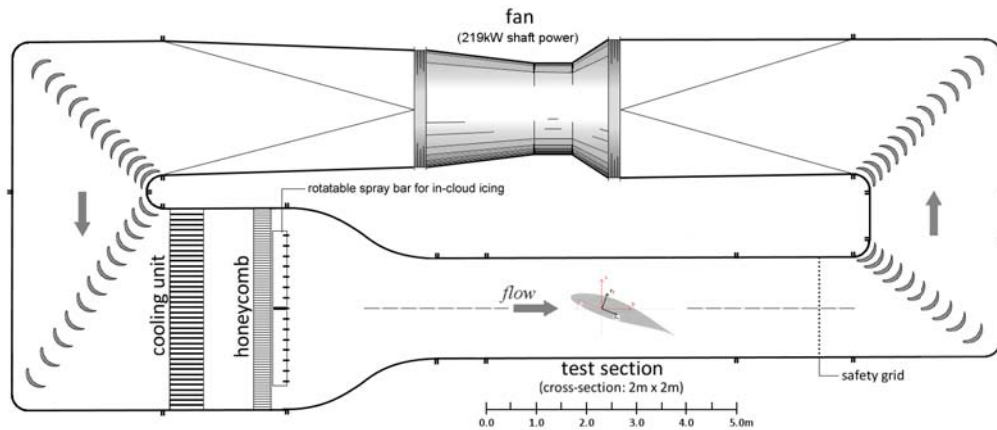 fan
(219kW shaft power)
rotatable spray bar for in-cloud icing
cooling unit
honeycomb
flow
test section
(cross-section: 2m x 2m)
safety grid
0.0 1.0 2.0 3.0 4.0 5.0m